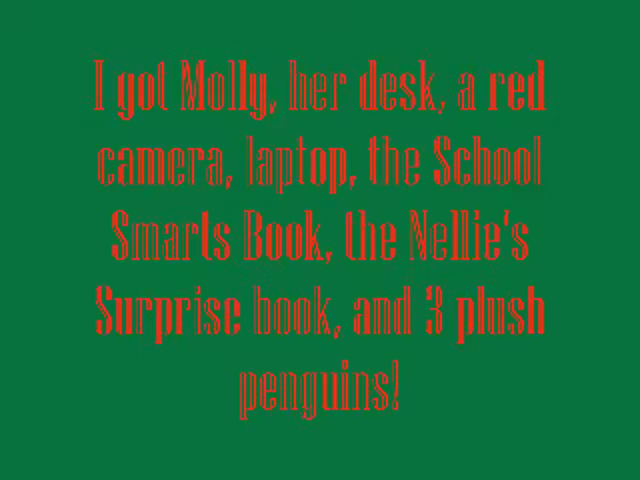 I got Molly, her desk, a red
camera, laptop, the School
Smarts Book, the Nellie's
Surprise book, and 3 plush
penguins!